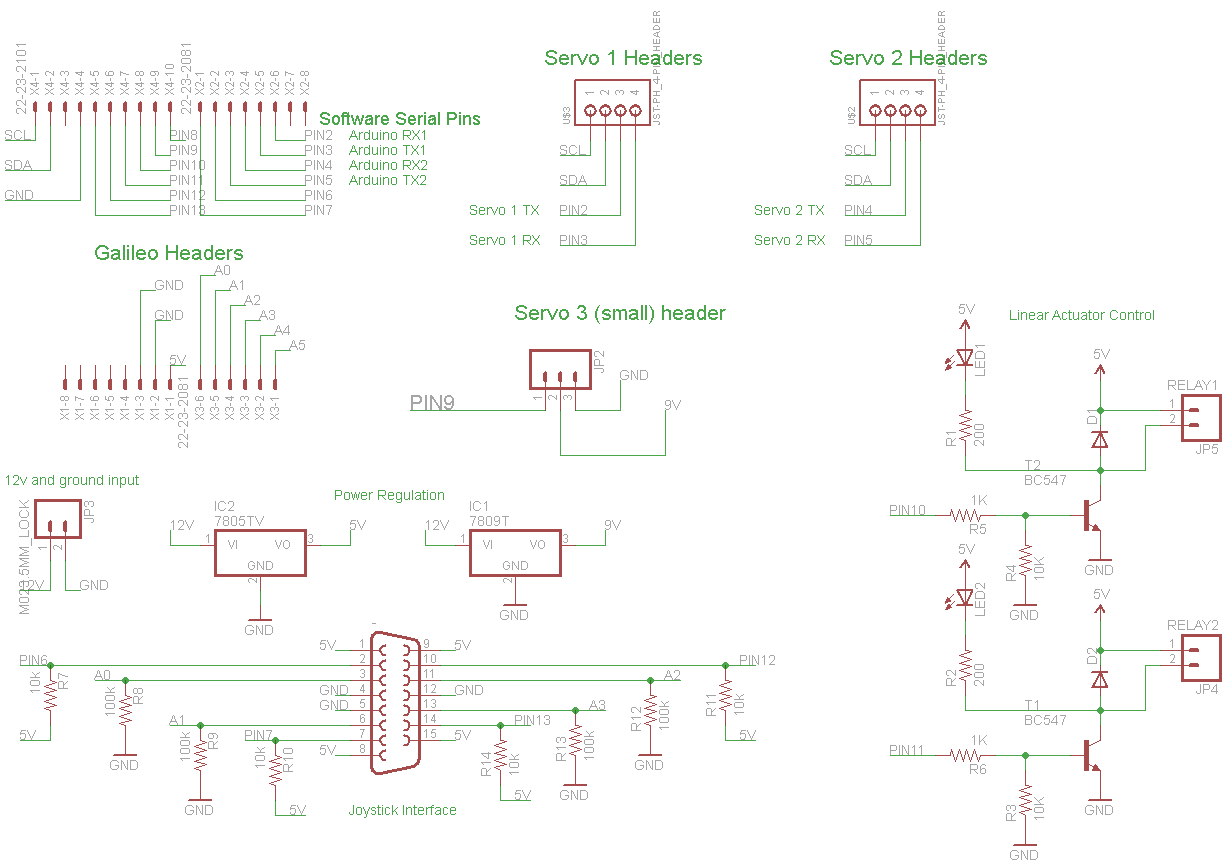 22-23-2101
X4-1
X4-2
X4-3
X4-4
X4-5
X4-6
X4-7
X4-8
X4-9
X4-10
22-23-2081
X2-1
X2-2
X2-3
X2-4
X2-5
X2-6
X2-7
X2-8
SCL
SDA
GND
PIN8
PIN9
PIN10
PIN11
PIN12
PIN13
Software Serial Pins
PIN2 Arduino RX1
PIN3 Arduino TX1
PIN4 Arduino RX2
PIN5 Arduino TX2
PIN6
PIN7
Servo 1 Headers
U$3
1
2
3
4
JST-PH_4-PIN_HEADER
SCL
SDA
Servo 1 TX PIN2
Servo 1 RX PIN3
Servo 2 Headers
U$2
1
2
3
4
JST-PH_4-PIN_HEADER
SCL
SDA
Servo 2 TX PIN4
Servo 2 RX PIN5
Galileo Headers
GND
GND
5V
A0
A1
A2
A3
A4
A5
X1-8
X1-7
X1-6
X1-5
X1-4
X1-3
X1-2
X1-1
22-23-2081
X3-6
X3-5
X3-4
X3-3
X3-2
X3-1
Servo 3 (small) header
JP2
1
2
3
GND
PIN9
9V
Linear Actuator Control
5V
LED1
R1
200
5V
D1
RELAY1
1
2
JP5
T2
BC547
PIN10
1K
R5
R4
10K
GND
GND
5V
LED2
R2
200
5V
D2
RELAY2
1
2
JP4
T1
BC547
PIN11
1K
R6
R3
10K
GND
GND
12v and ground input
M023.5MM_LOCK
JP3
1
2
12V
GND
Power Regulation
IC2
7805TV
12V
1
VI
VO
3
5V
GND
2
GND
IC1
7809T
12V
1
VI
VO
3
9V
GND
2
GND
PIN6
10k
R7
5V
A0
100k
R8
GND
A1
100k
R9
GND
PIN7
R10
10k
5V
5V
GND
GND
5V
1
2
3
4
5
6
7
8
9
10
11
12
13
14
15
5V
GND
5V
PIN12
R11
10k
5V
A2
R12
100k
GND
A3
R13
100k
GND
PIN13
R14
10k
5V
Joystick Interface